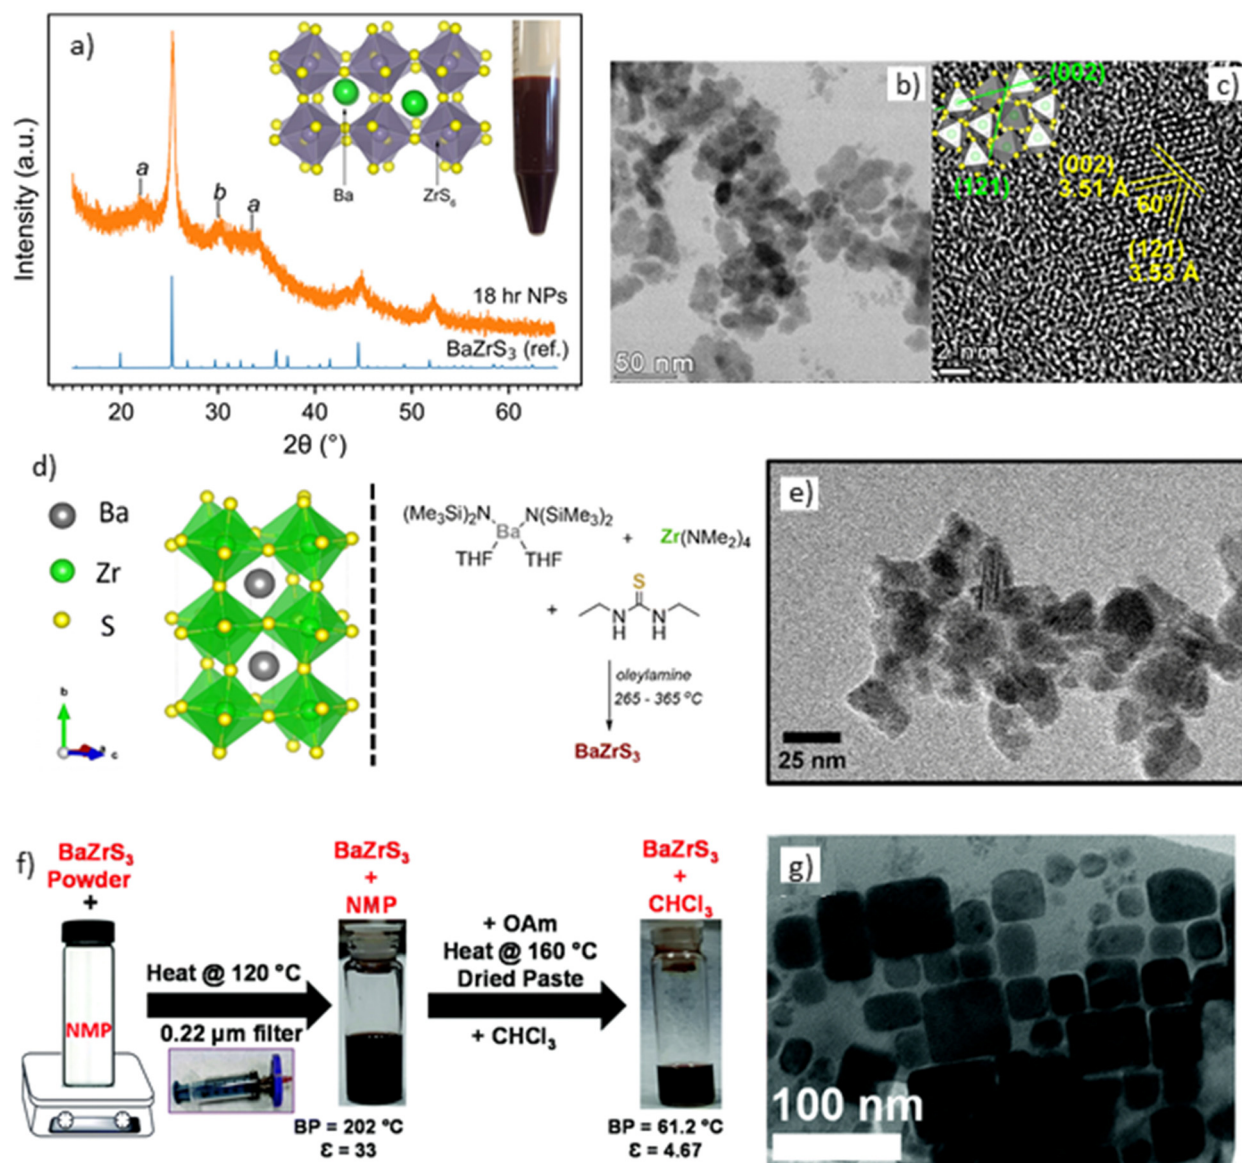 a)
Intensity (a.u.)
a
b
a
Ba
ZrS₆
18 hr NPs
BaZrS₃ (ref.)
20
30
40
50
60
2θ (°)
b)
50 nm
c)
(002)
(121)
(002)
3.51 Å
60°
(121)
3.53 Å
2 nm
d)
Ba
Zr
S
b
a
c
(Me₃Si)₂N
N(SiMe₃)₂
Ba
THF
THF
+
Zr(NMe₂)₄
+
S
N
N
H
H
oleylamine
265 - 365 °C
BaZrS₃
e)
25 nm
f)
BaZrS₃
Powder
+
NMP
Heat @ 120 °C
0.22 µm filter
BaZrS₃
+
NMP
BP = 202 °C
Ɛ = 33
+ OAm
Heat @ 160 °C
Dried Paste
+ CHCl₃
BaZrS₃
+
CHCl₃
BP = 61.2 °C
Ɛ = 4.67
g)
100 nm